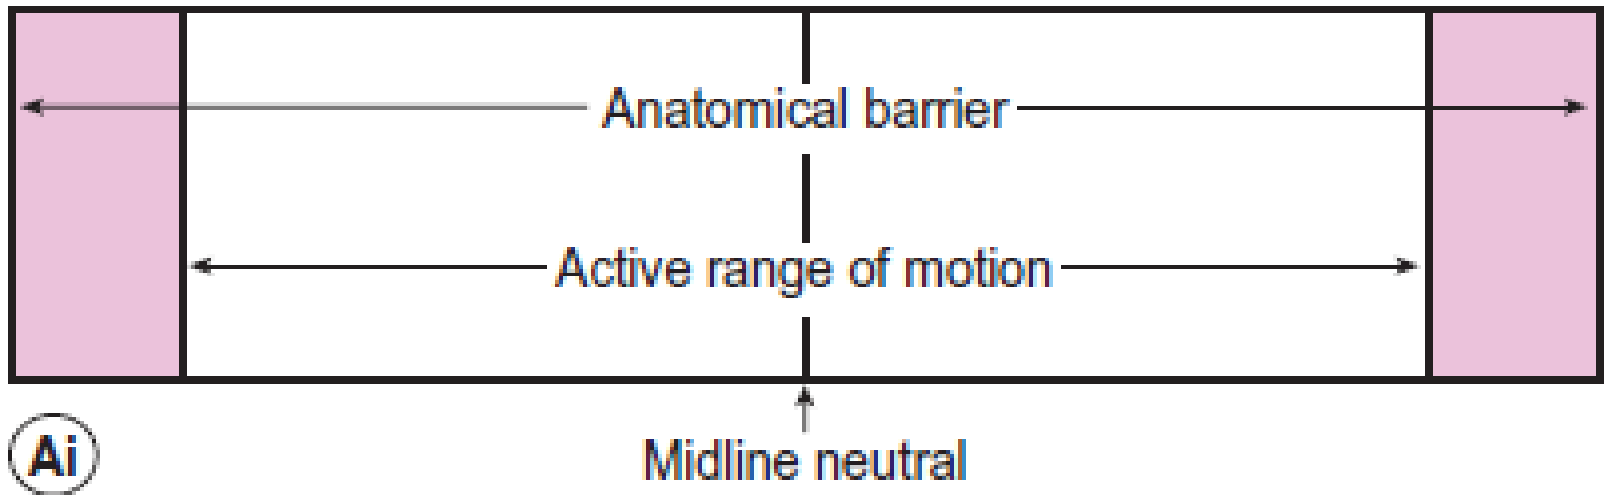 Anatomical barrier
Active range of motion
Ai
Midline neutral